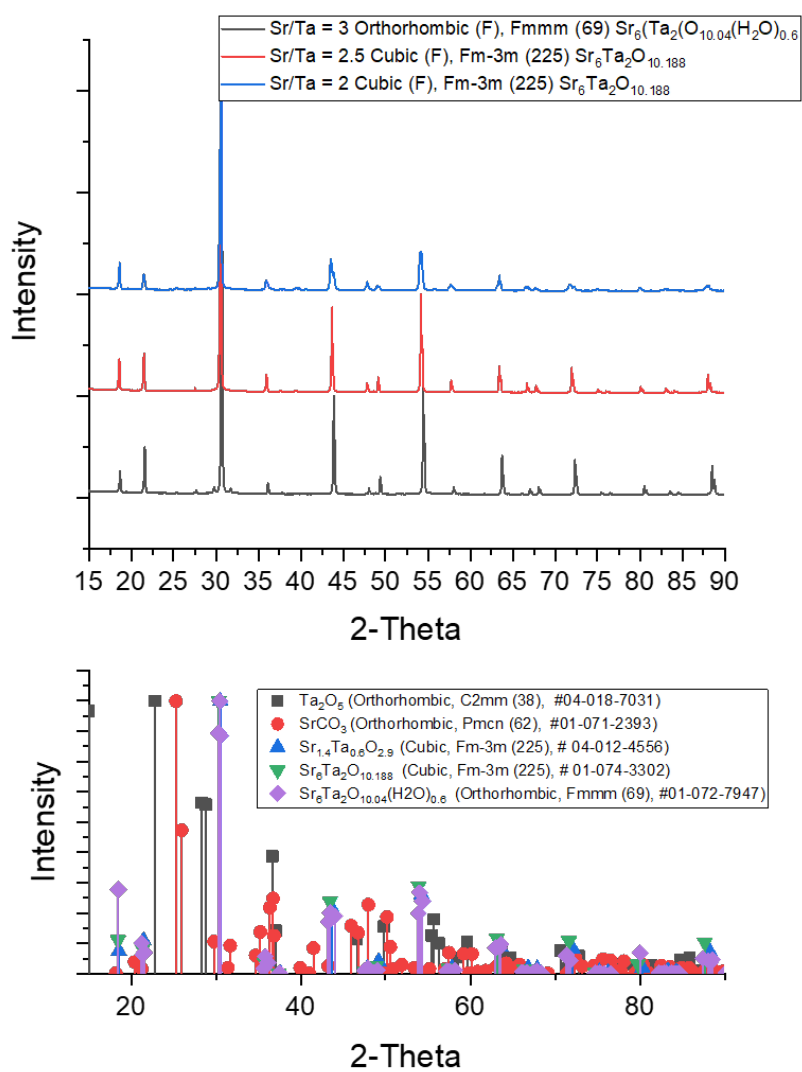 Sr/Ta = 3 Orthorhombic (F), Fmmm (69) Sr₆(Ta₂(O₁₀.₀₄(H₂O)₀.₆
Sr/Ta = 2.5 Cubic (F), Fm-3m (225) Sr₆Ta₂O₁₀.₁₈₈
Sr/Ta = 2 Cubic (F), Fm-3m (225) Sr₆Ta₂O₁₀.₁₈₈
Intensity
15 20 25 30 35 40 45 50 55 60 65 70 75 80 85 90
2-Theta
Ta₂O₅ (Orthorhombic, C2mm (38), #04-018-7031)
SrCO₃ (Orthorhombic, Pmcn (62), #01-071-2393)
Sr₁.₄Ta₀.₆O₂.₉ (Cubic, Fm-3m (225), # 04-012-4556)
Sr₆Ta₂O₁₀.₁₈₈ (Cubic, Fm-3m (225), # 01-074-3302)
Sr₆Ta₂O₁₀.₀₄(H2O)₀.₆ (Orthorhombic, Fmmm (69), #01-072-7947)
Intensity
20 40 60 80
2-Theta